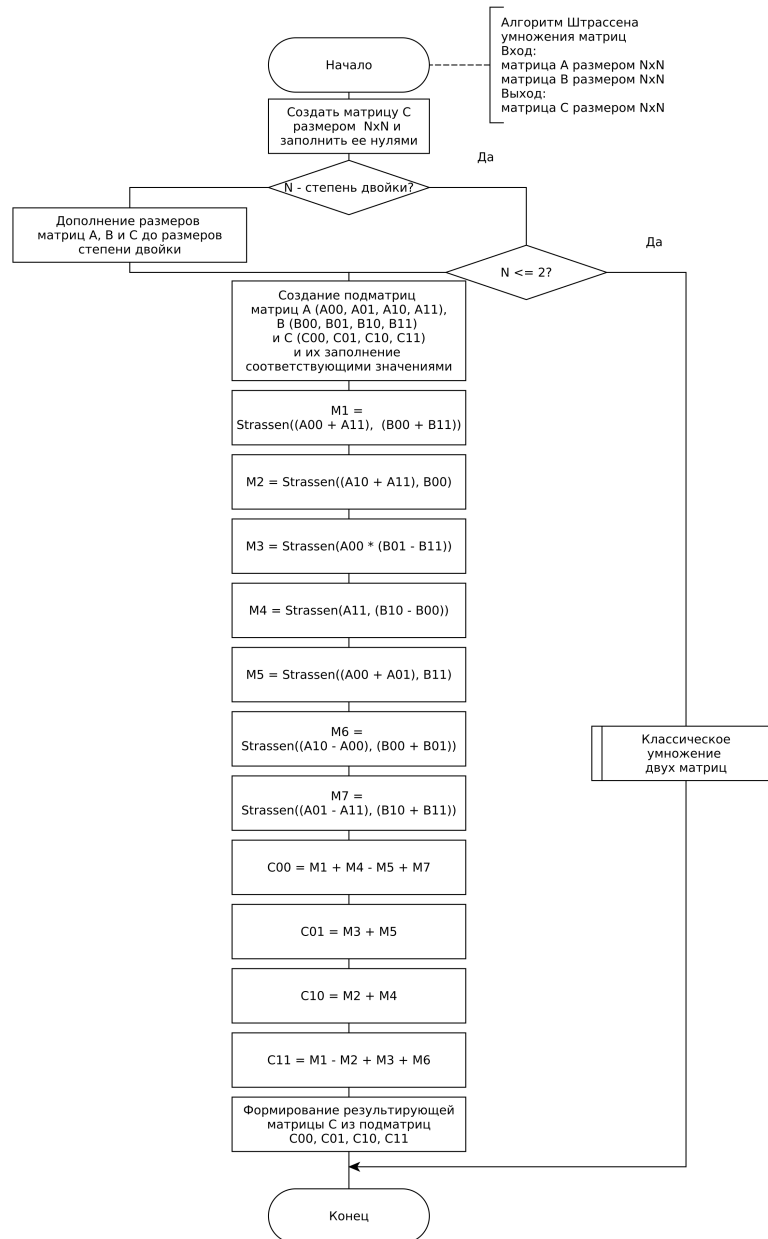 Алгоритм Штрассена
умножения матриц
Вход:
матрица A размером NxN
матрица B размером NxN
Выход:
матрица C размером NxN
Начало
Создать матрицу C
размером NxN и
заполнить ее нулями
Да
N - степень двойки?
Дополнение размеров
матриц A, B и C до размеров
степени двойки
Да
N <= 2?
Создание подматриц
матриц A (A00, A01, A10, A11),
B (B00, B01, B10, B11)
и C (C00, C01, C10, C11)
и их заполнение
соответствующими значениями
M1 =
Strassen((A00 + A11), (B00 + B11))
M2 = Strassen((A10 + A11), B00)
M3 = Strassen(A00 * (B01 - B11))
M4 = Strassen(A11, (B10 - B00))
M5 = Strassen((A00 + A01), B11)
M6 =
Strassen((A10 - A00), (B00 + B01))
Классическое
умножение
двух матриц
M7 =
Strassen((A01 - A11), (B10 + B11))
C00 = M1 + M4 - M5 + M7
C01 = M3 + M5
C10 = M2 + M4
C11 = M1 - M2 + M3 + M6
Формирование результирующей
матрицы C из подматриц
C00, C01, C10, C11
Конец